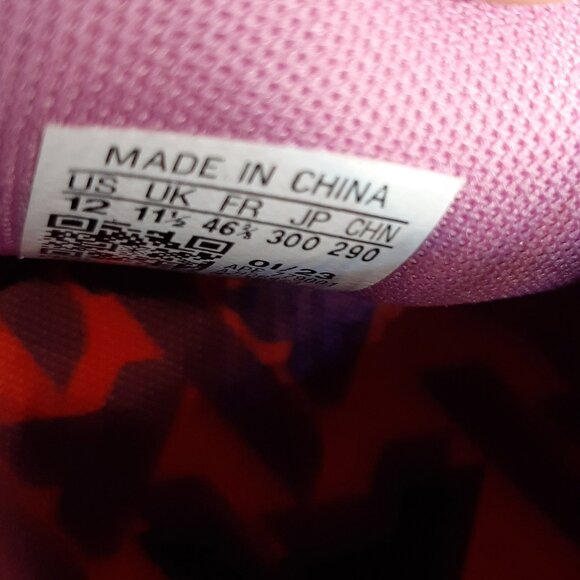 MADE IN CHINA
US UK FR JP CHN
12 11½ 46⅔ 300 290
01/23